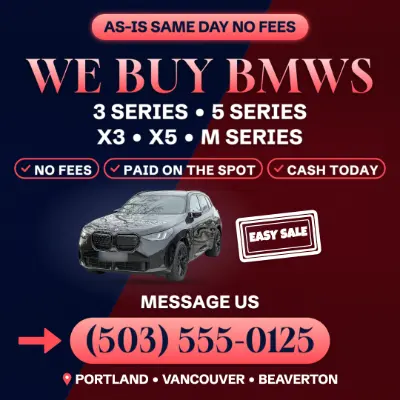 AS-IS SAME DAY NO FEES
WE BUY BMWS
3 SERIES • 5 SERIES
X3 • X5 • M SERIES
NO FEES PAID ON THE SPOT CASH TODAY
EASY SALE
MESSAGE US
(503) 555-0125
PORTLAND • VANCOUVER • BEAVERTON